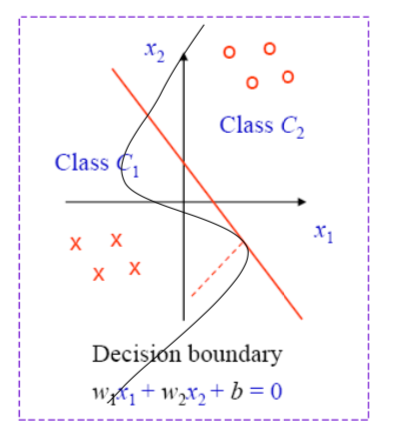 x₂
Class C₂
Class C₁
x₁
Decision boundary
w₁x₁ + w₂x₂ + b = 0